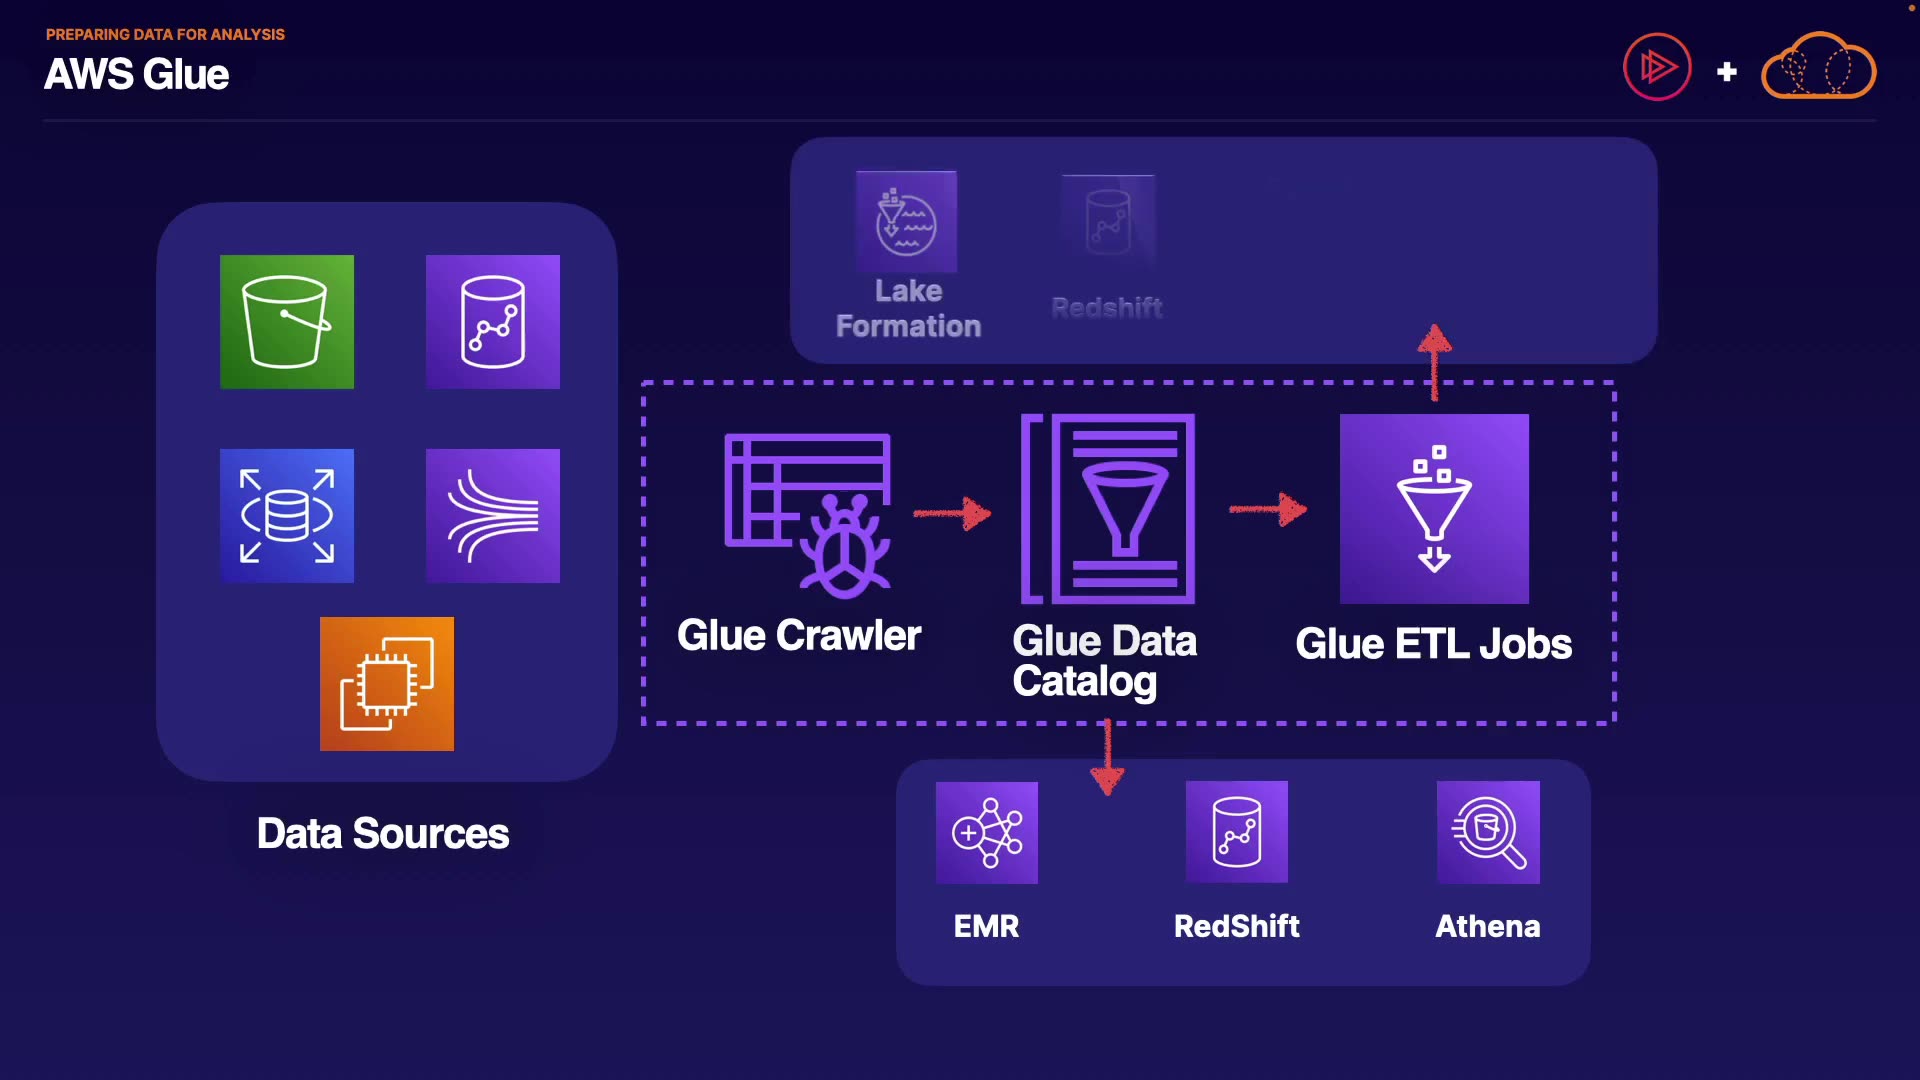 PREPARING DATA FOR ANALYSIS
AWS Glue
Lake
Formation
Redshift
Glue Crawler
Glue Data
Catalog
Glue ETL Jobs
Data Sources
EMR
RedShift
Athena